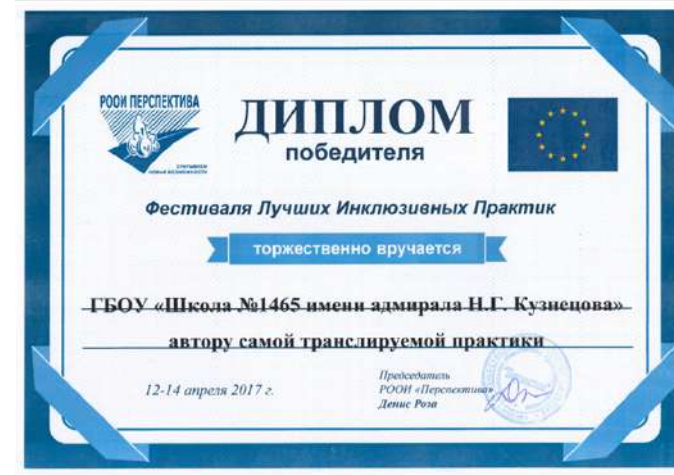 РООИ ПЕРСПЕКТИВА
ДИПЛОМ
победителя
Фестиваля Лучших Инклюзивных Практик
торжественно вручается
ГБОУ «Школа №1465 имени адмирала Н.Г. Кузнецова»
автору самой транслируемой практики
12-14 апреля 2017 г.
Председатель
РООИ «Перспектива»
Денис Роза